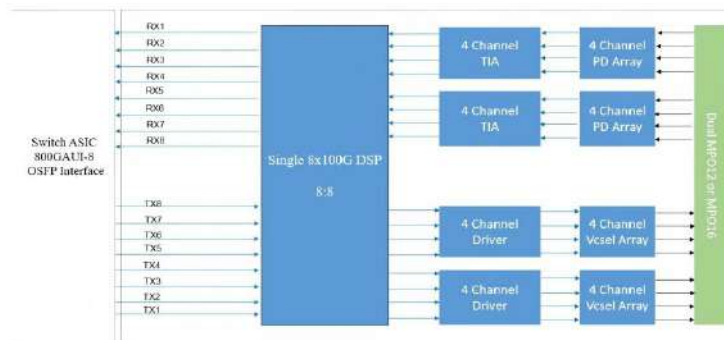 RX1
RX2
RX3
RX4
RX5
RX6
RX7
RX8
Switch ASIC
800GAUI-8
OSFP Interface
TX8
TX7
TX6
TX5
TX4
TX3
TX2
TX1
Single 8x100G DSP
8:8
4 Channel
TIA
4 Channel
PD Array
4 Channel
TIA
4 Channel
PD Array
4 Channel
Driver
4 Channel
Vcsel Array
4 Channel
Driver
4 Channel
Vcsel Array
Dual MPO12 or MPO16